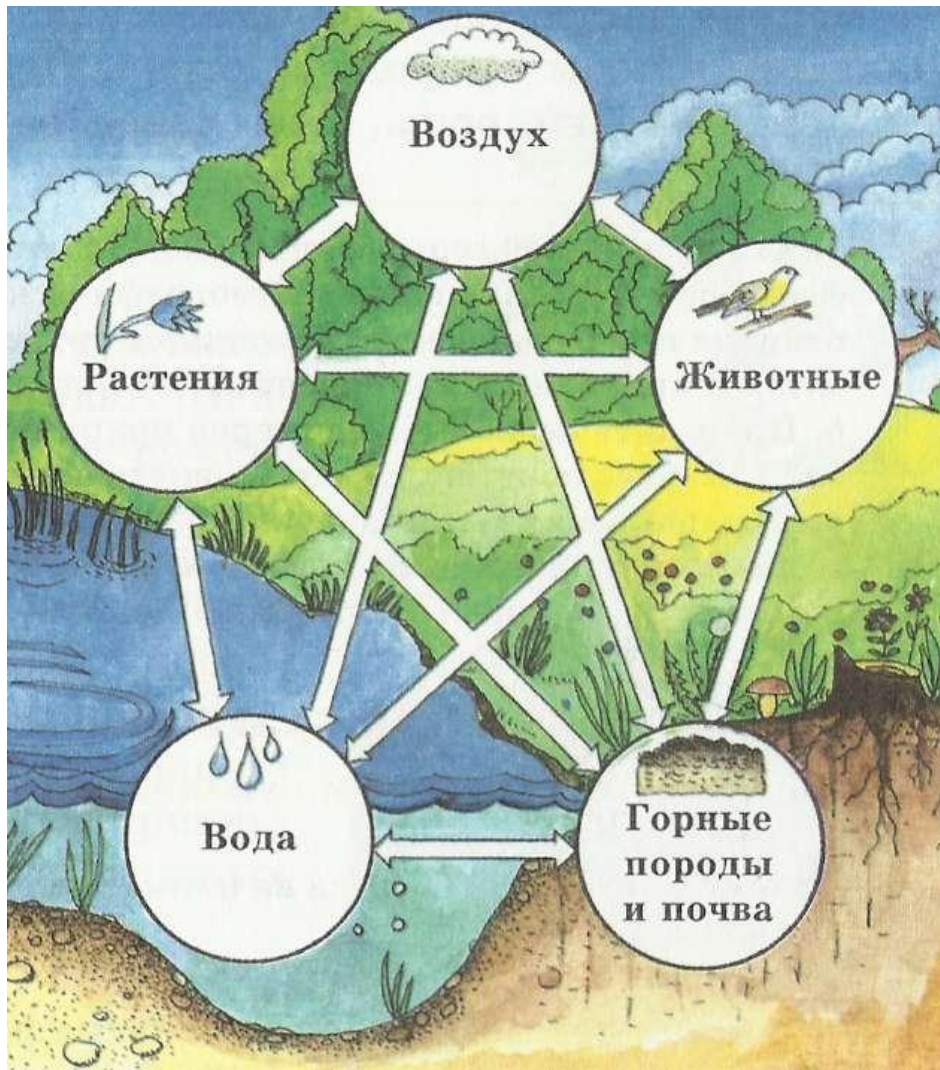 Воздух
Растения
Животные
Вода
Горные
породы
и почва